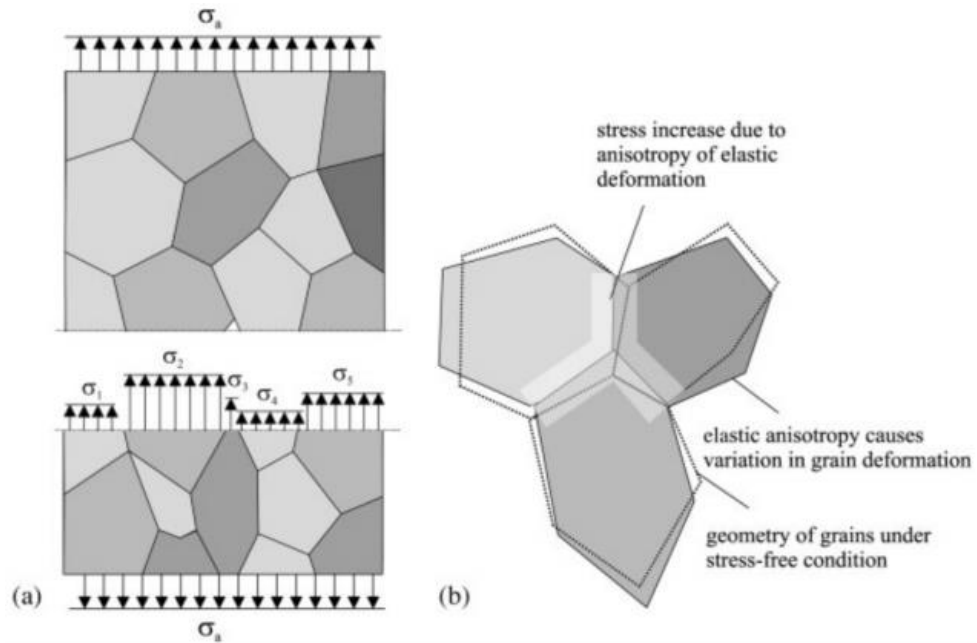 σa
σ1
σ2
σ3
σ4
σ5
σa
(a)
stress increase due to
anisotropy of elastic
deformation
elastic anisotropy causes
variation in grain deformation
geometry of grains under
stress-free condition
(b)